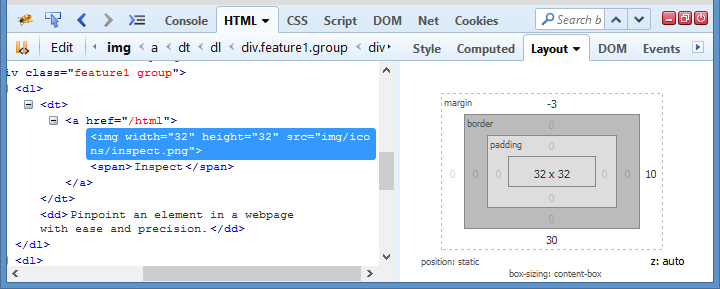 Console HTML CSS Script DOM Net Cookies Search b
Edit img a dt dl div.feature1.group div Style Computed Layout DOM Events
div class="feature1 group">
<dl>
<dt>
<a href="/html">
<img width="32" height="32" src="img/ico
ns/inspect.png">
<span>Inspect</span>
</a>
</dt>
<dd>Pinpoint an element in a webpage
with ease and precision.</dd>
</dl>
<dl>
margin -3
border 0
padding 0
0 0 0 32 x 32 0 0 10
0
0
30
position: static z: auto
box-sizing: content-box